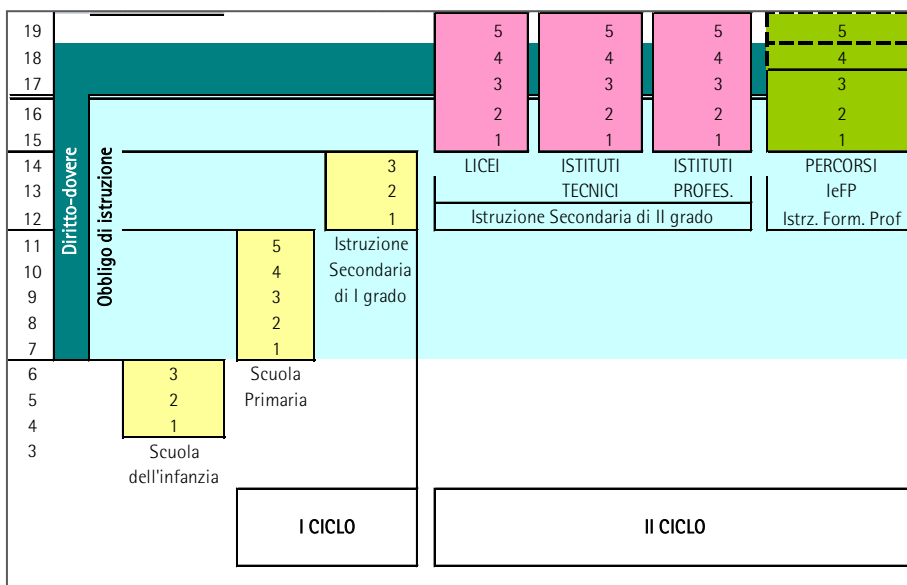 19 5 5 5 5
18 4 4 4 4
17 3 3 3 3
16 2 2 2 2
15 1 1 1 1
14 3 LICEI ISTITUTI ISTITUTI PERCORSI
13 2 TECNICI PROFES. IeFP
12 1 Istruzione Secondaria di II grado Istrz. Form. Prof
Diritto-dovere
Obbligo di istruzione
11 5 Istruzione
10 4 Secondaria
9 3 di I grado
8 2
7 1
6 3 Scuola
5 2 Primaria
4 1
3 Scuola
dell'infanzia
I CICLO II CICLO